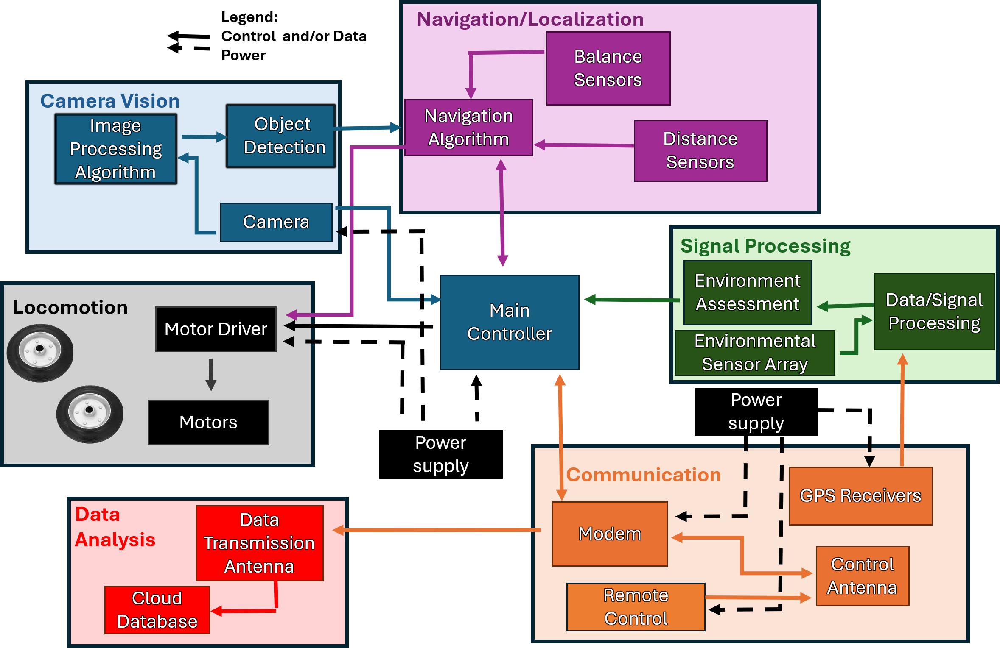 Legend:
Control and/or Data
Power
Navigation/Localization
Balance
Sensors
Navigation
Algorithm
Distance
Sensors
Camera Vision
Image
Processing
Algorithm
Object
Detection
Camera
Signal Processing
Environment
Assessment
Data/Signal
Processing
Environmental
Sensor Array
Main
Controller
Locomotion
Motor Driver
Motors
Power
supply
Power
supply
Communication
GPS Receivers
Modem
Control
Antenna
Remote
Control
Data
Analysis
Data
Transmission
Antenna
Cloud
Database